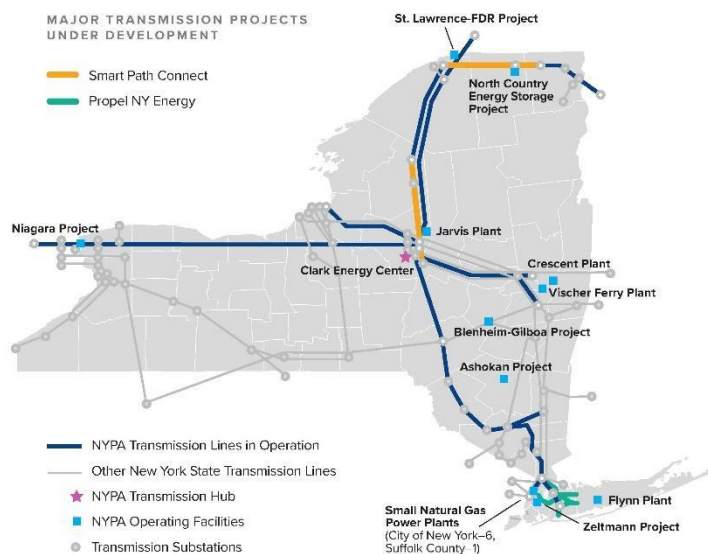 MAJOR TRANSMISSION PROJECTS
UNDER DEVELOPMENT
Smart Path Connect
Propel NY Energy
St. Lawrence-FDR Project
North Country
Energy Storage
Project
Niagara Project
Jarvis Plant
Clark Energy Center
Crescent Plant
Vischer Ferry Plant
Blenheim-Gilboa Project
Ashokan Project
NYPA Transmission Lines in Operation
Other New York State Transmission Lines
NYPA Transmission Hub
NYPA Operating Facilities
Transmission Substations
Small Natural Gas
Power Plants
(City of New York–6,
Suffolk County–1)
Flynn Plant
Zeltmann Project